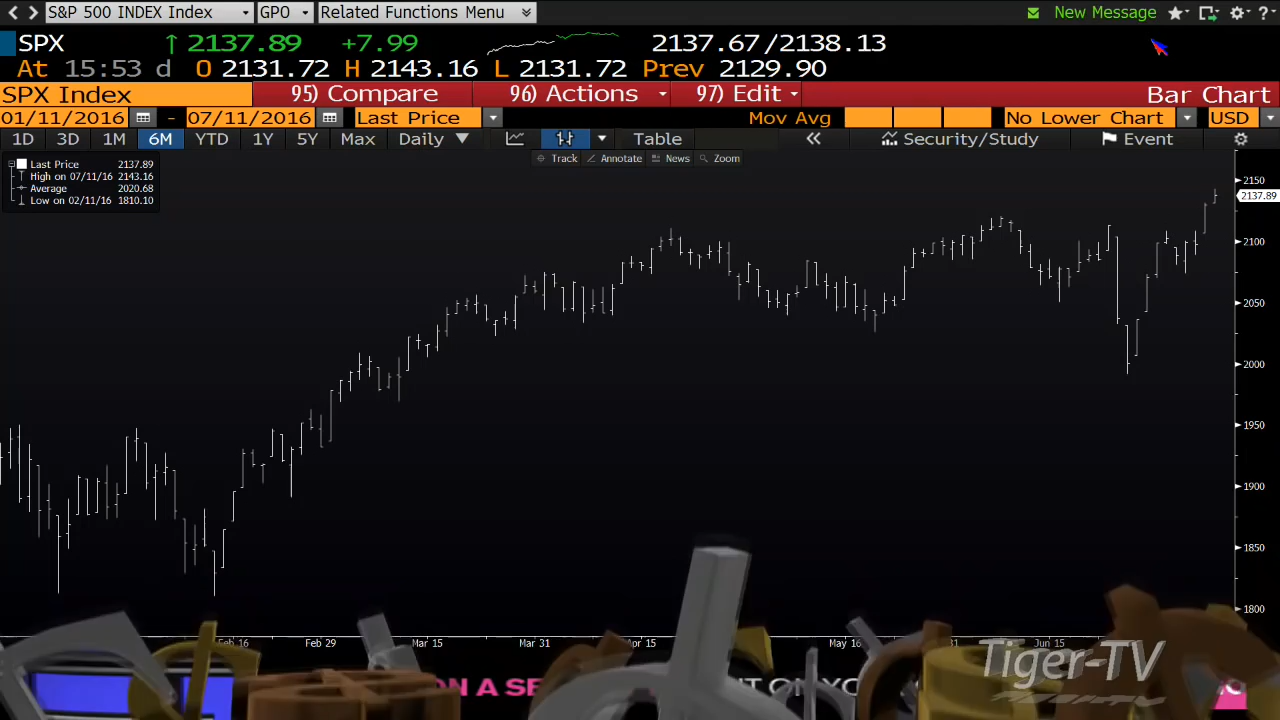 S&P 500 INDEX Index GPO Related Functions Menu New Message
SPX 2137.89 +7.99 2137.67/2138.13
At 15:53 d O 2131.72 H 2143.16 L 2131.72 Prev 2129.90
SPX Index 95) Compare 96) Actions 97) Edit Bar Chart
01/11/2016 - 07/11/2016 Last Price Mov Avg No Lower Chart USD
1D 3D 1M 6M YTD 1Y 5Y Max Daily Table Security/Study Event
Track Annotate News Zoom
Last Price 2137.89
High on 07/11/16 2143.16
Average 2020.68
Low on 02/11/16 1810.10
2150
2137.89
2100
2050
2000
1950
1900
1850
1800
Feb 29 Mar 15 Mar 31 May 16 Jun 15
Tiger-TV
ON A SE